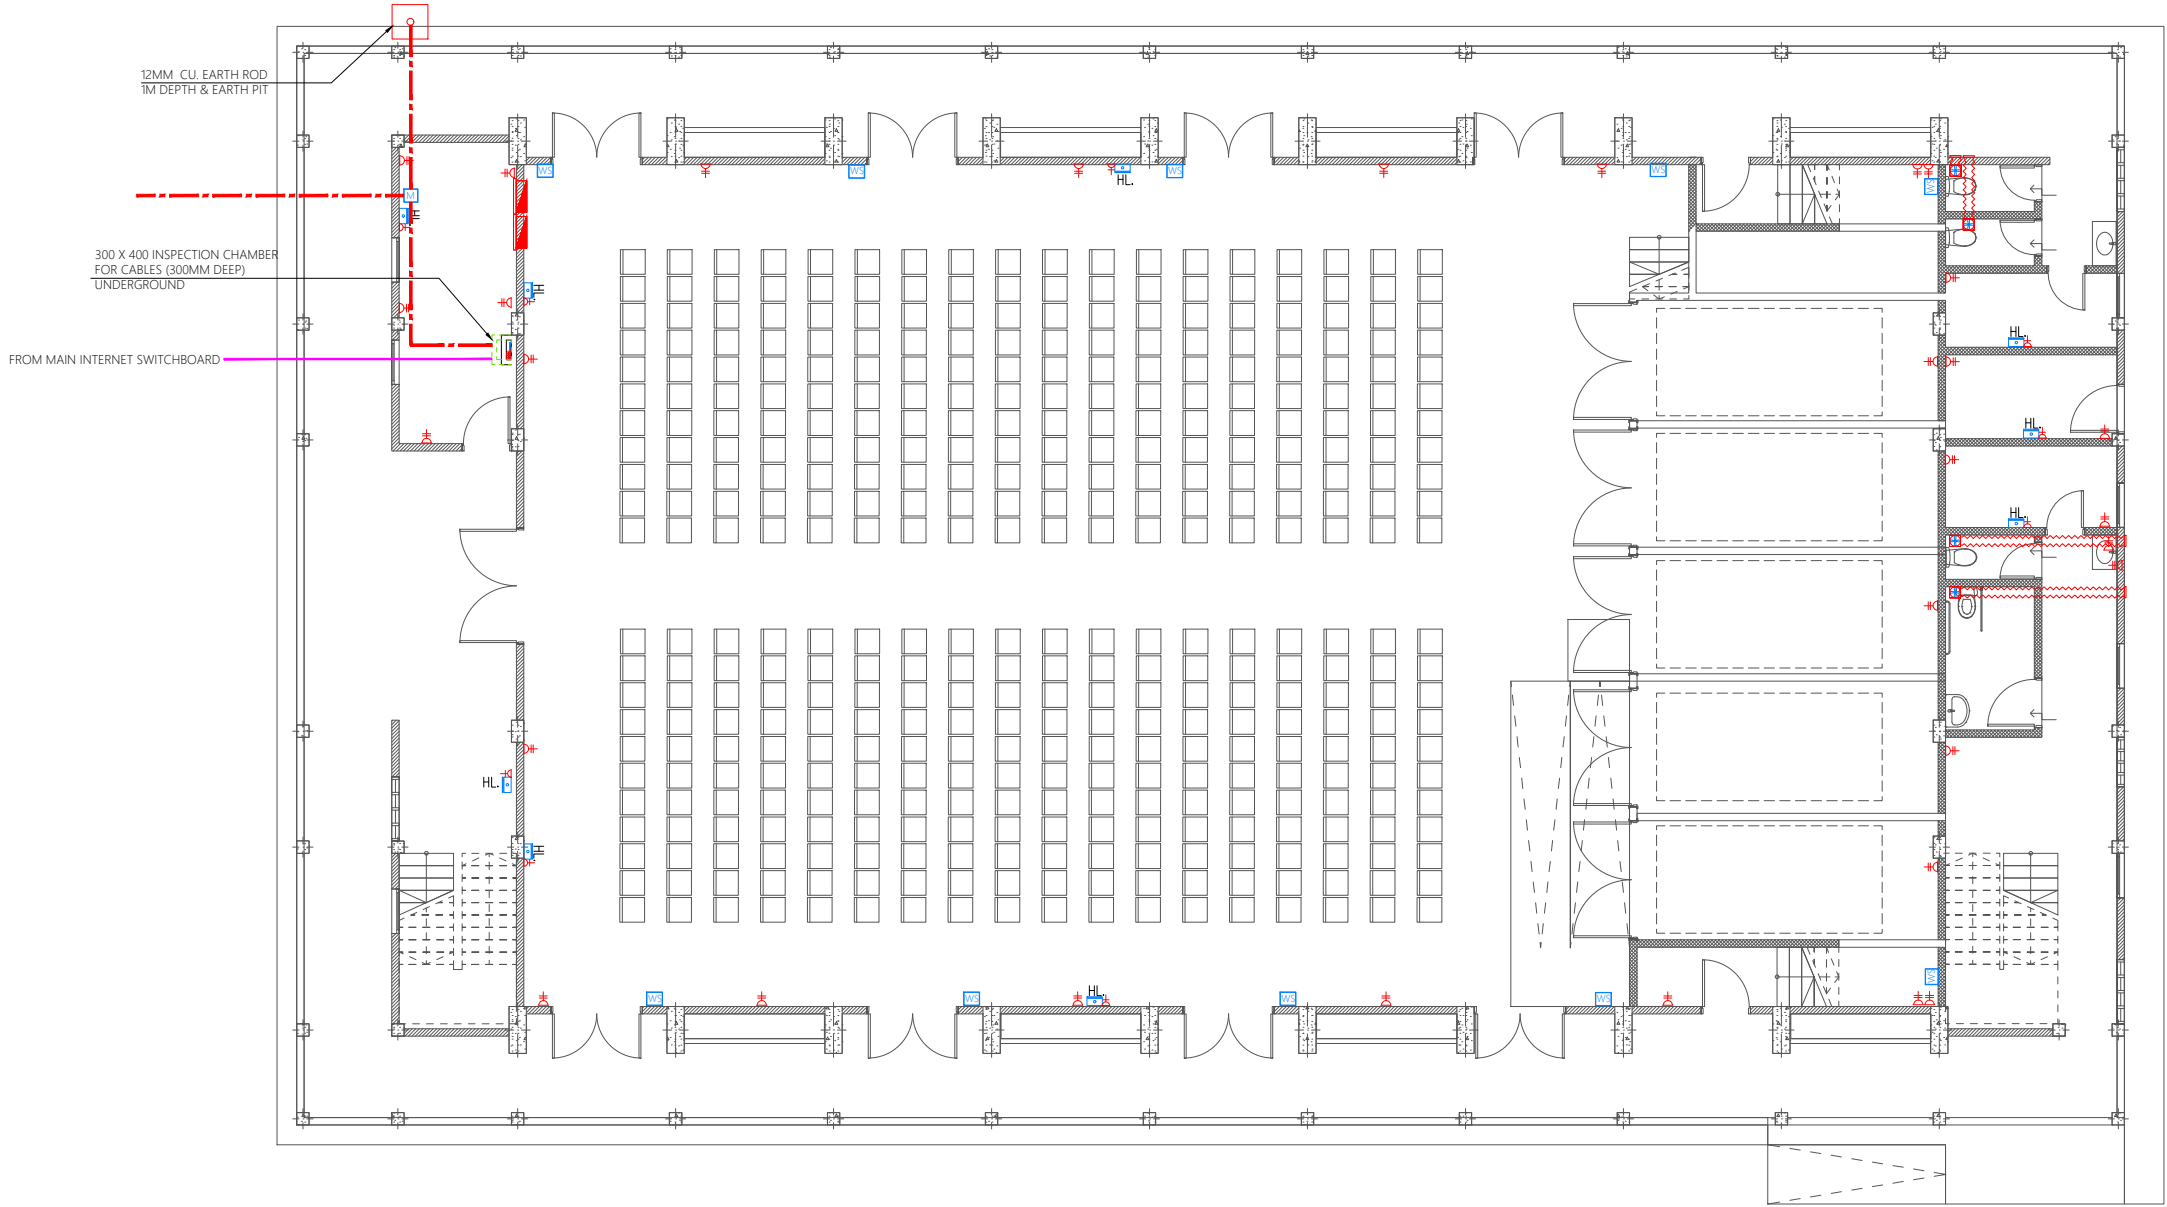 12MM CU. EARTH ROD
1M DEPTH & EARTH PIT
WS
WS
HL.
WS
WS
WS
M
H
300 X 400 INSPECTION CHAMBER
FOR CABLES (300MM DEEP)
UNDERGROUND
H
HL.
FROM MAIN INTERNET SWITCHBOARD
HL.
HL.
HL.
H
WS
WS
WS
HL.
WS
WS